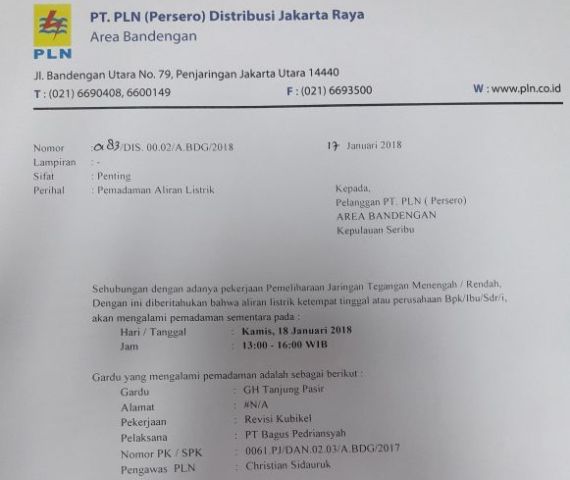 PT. PLN (Persero) Distribusi Jakarta Raya
Area Bandengan
PLN
Jl. Bandengan Utara No. 79, Penjaringan Jakarta Utara 14440
T : (021) 6690408, 6600149 F : (021) 6693500 W : www.pln.co.id
Nomor : 083/DIS. 00.02/A.BDG/2018 17 Januari 2018
Lampiran : -
Sifat : Penting
Perihal : Pemadaman Aliran Listrik
Kepada,
Pelanggan PT. PLN ( Persero)
AREA BANDENGAN
Kepulauan Seribu
Sehubungan dengan adanya pekerjaan Pemeliharaan Jaringan Tegangan Menengah / Rendah,
Dengan ini diberitahukan bahwa aliran listrik ketempat tinggal atau perusahaan Bpk/Ibu/Sdr/i,
akan mengalami pemadaman sementara pada :
Hari / Tanggal : Kamis, 18 Januari 2018
Jam : 13:00 - 16:00 WIB
Gardu yang mengalami pemadaman adalah sebagai berikut :
Gardu : GH Tanjung Pasir
Alamat : #N/A
Pekerjaan : Revisi Kubikel
Pelaksana : PT Bagus Pedriansyah
Nomor PK / SPK : 0061.PJ/DAN.02.03/A.BDG/2017
Pengawas PLN : Christian Sidauruk